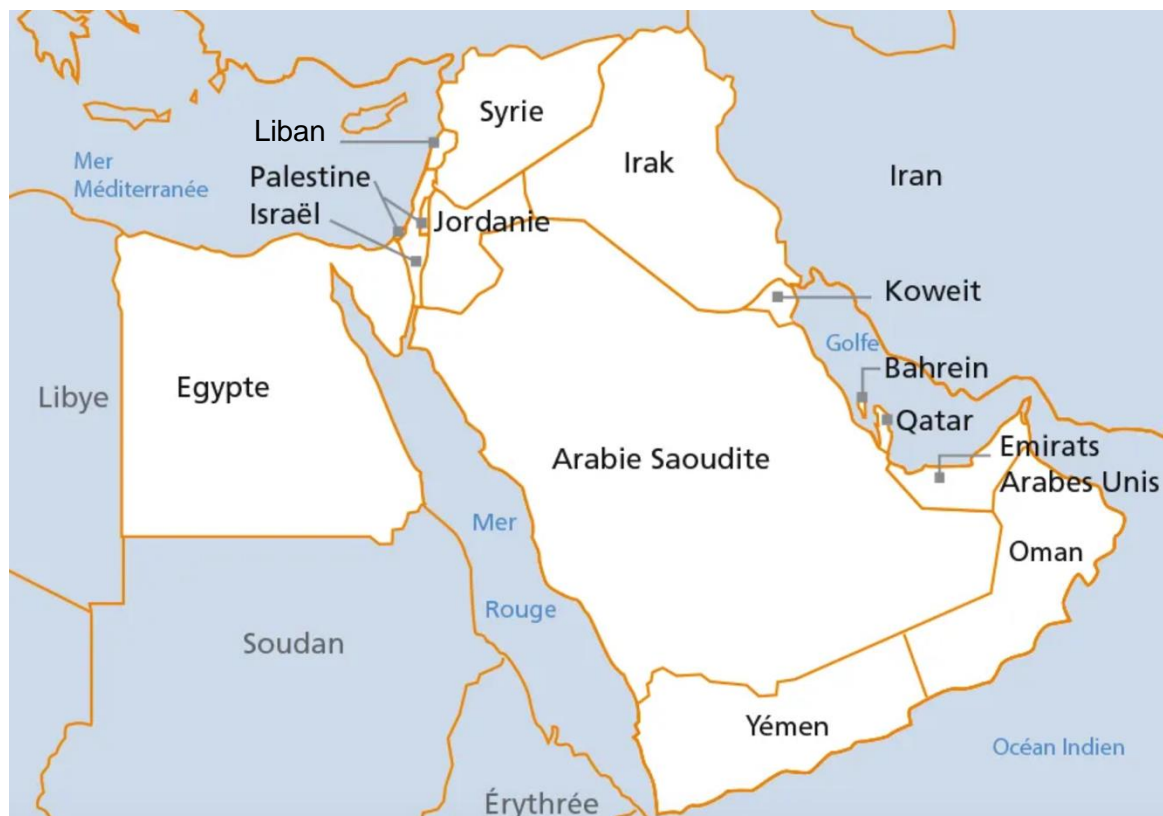 Syrie
Liban
Irak
Mer
Méditerranée
Palestine
Iran
Israël
Jordanie
Koweit
Golfe
Bahrein
Libye
Egypte
Qatar
Arabie Saoudite
Emirats
Arabes Unis
Mer
Oman
Rouge
Soudan
Yémen
Océan Indien
Érythrée